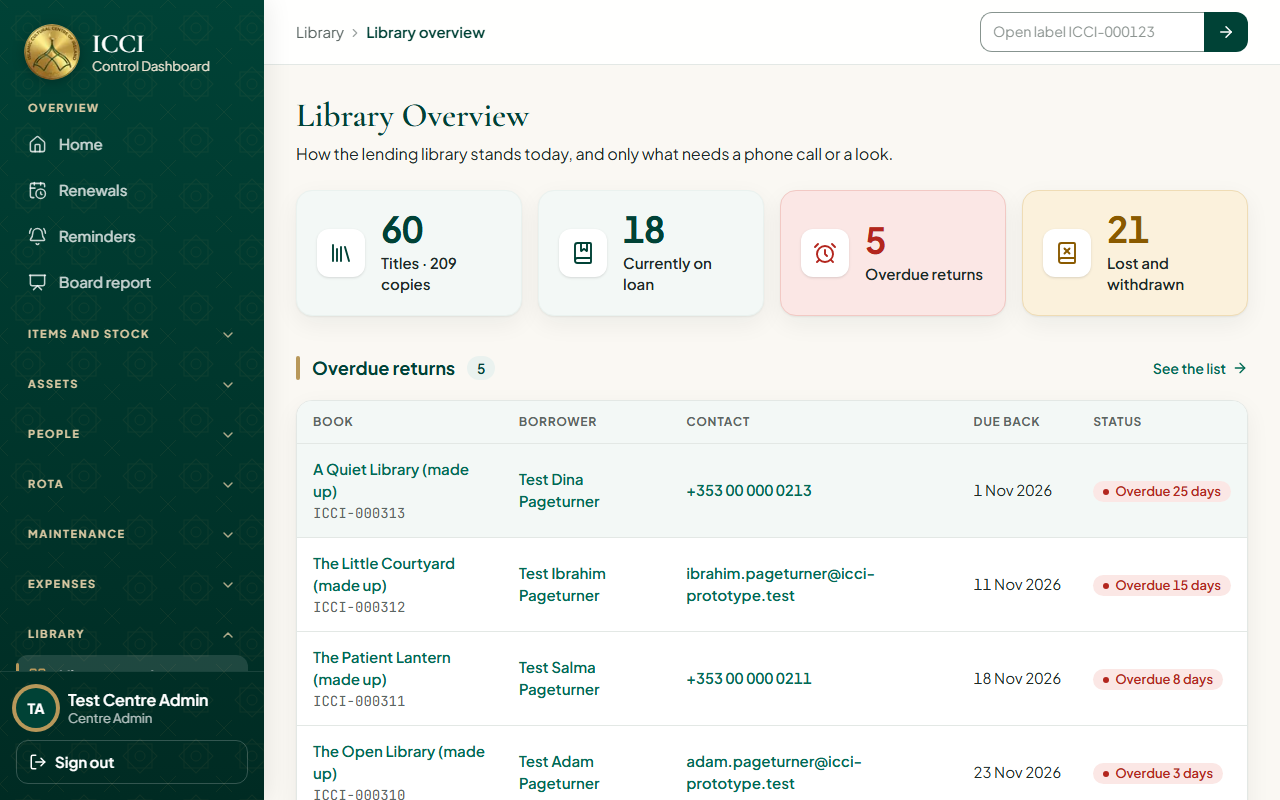 ICCI
Control Dashboard
OVERVIEW
Home
Renewals
Reminders
Board report
ITEMS AND STOCK
ASSETS
PEOPLE
ROTA
MAINTENANCE
EXPENSES
LIBRARY
TA
Test Centre Admin
Centre Admin
Sign out
Library
Library overview
Open label ICCI-000123
Library Overview
How the lending library stands today, and only what needs a phone call or a look.
60
Titles · 209
copies
18
Currently on
loan
5
Overdue returns
21
Lost and
withdrawn
Overdue returns 5
See the list
BOOK BORROWER CONTACT DUE BACK STATUS
A Quiet Library (made
up)
ICCI-000313
Test Dina
Pageturner
+353 00 000 0213
1 Nov 2026
Overdue 25 days
The Little Courtyard
(made up)
ICCI-000312
Test Ibrahim
Pageturner
ibrahim.pageturner@icci-
prototype.test
11 Nov 2026
Overdue 15 days
The Patient Lantern
(made up)
ICCI-000311
Test Salma
Pageturner
+353 00 000 0211
18 Nov 2026
Overdue 8 days
The Open Library (made
up)
ICCI-000310
Test Adam
Pageturner
adam.pageturner@icci-
prototype.test
23 Nov 2026
Overdue 3 days